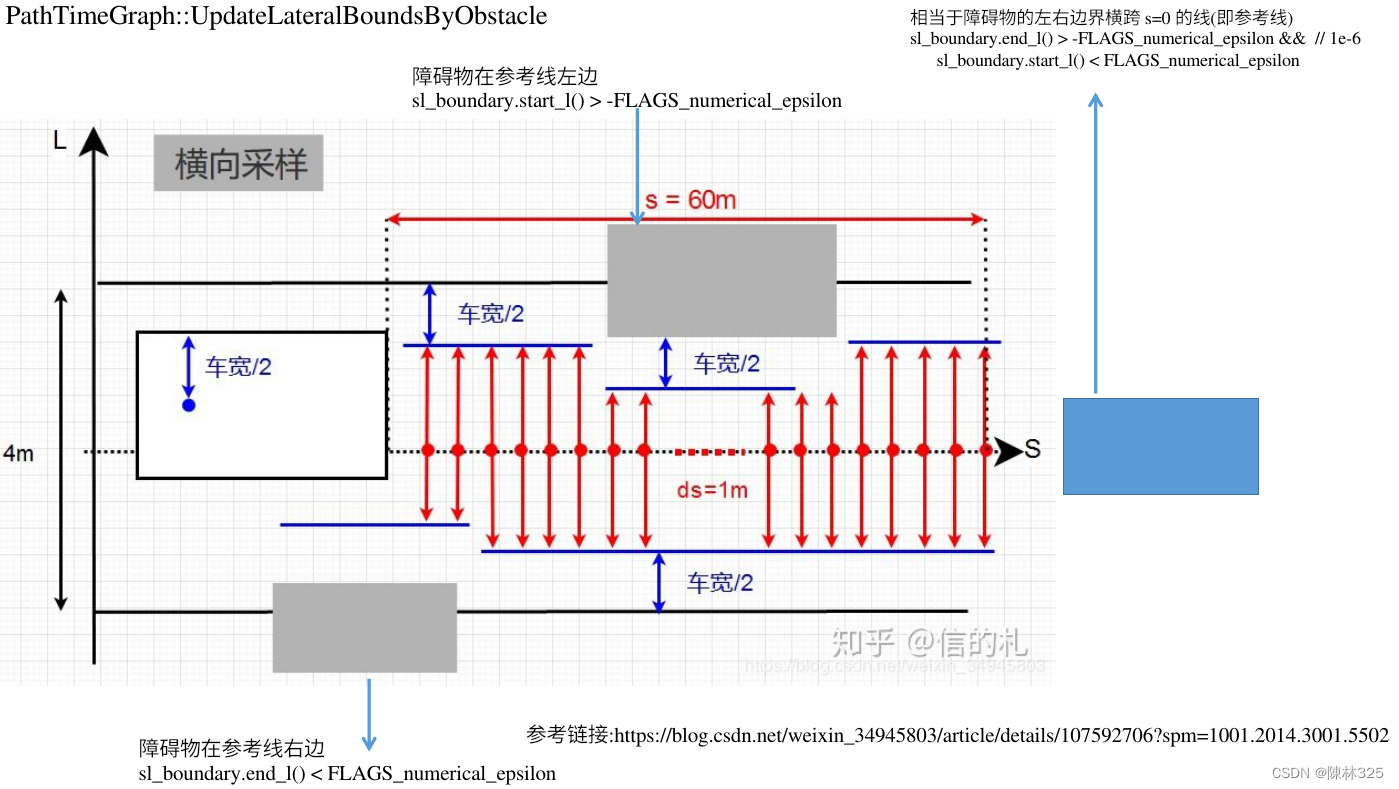 PathTimeGraph::UpdateLateralBoundsByObstacle
相当于障碍物的左右边界横跨 s=0 的线(即参考线)
sl_boundary.end_l() > -FLAGS_numerical_epsilon && // 1e-6
sl_boundary.start_l() < FLAGS_numerical_epsilon
障碍物在参考线左边
sl_boundary.start_l() > -FLAGS_numerical_epsilon
L
横向采样
s = 60m
车宽/2
车宽/2
车宽/2
4m
S
ds=1m
车宽/2
知乎 @信的札
https://blog.csdn.net/weixin_34945803
参考链接:https://blog.csdn.net/weixin_34945803/article/details/107592706?spm=1001.2014.3001.5502
障碍物在参考线右边
sl_boundary.end_l() < FLAGS_numerical_epsilon
CSDN @陳林325